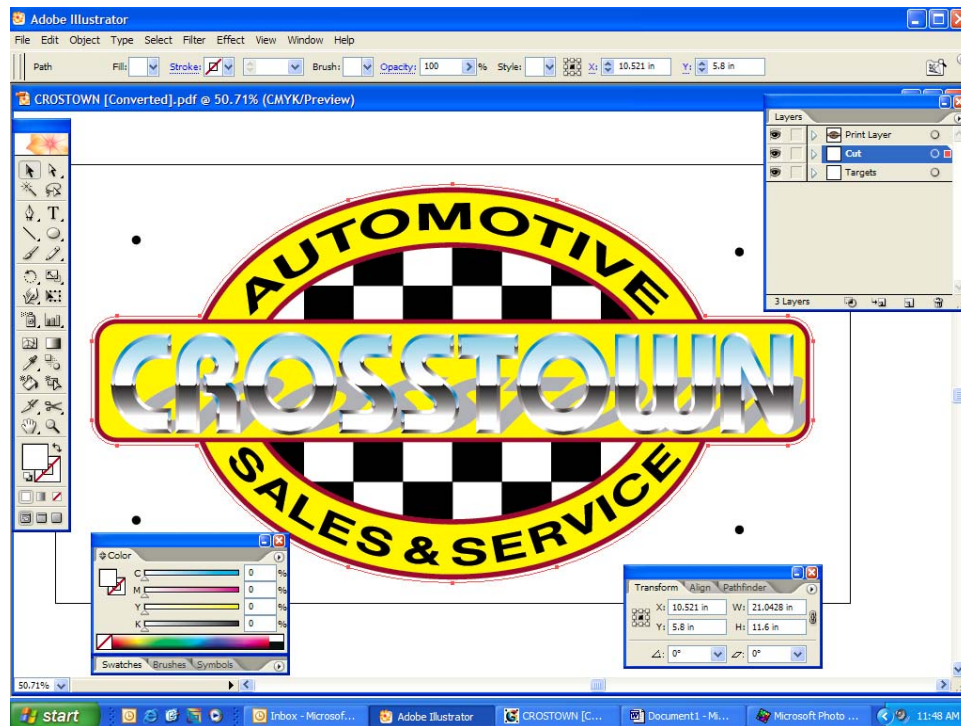 Adobe Illustrator
File Edit Object Type Select Filter Effect View Window Help
Path Fill: Stroke: Brush: Opacity: 100 % Style: X: 10.521 in Y: 5.8 in
CROSTOWN [Converted].pdf @ 50.71% (CMYK/Preview)
Layers
Print Layer
Cut
Targets
3 Layers
AUTOMOTIVE
CROSSTOWN
SALES & SERVICE
Color
C 0 %
M 0 %
Y 0 %
K 0 %
Swatches Brushes Symbols
Transform Align Pathfinder
X: 10.521 in W: 21.0428 in
Y: 5.8 in H: 11.6 in
0° 0°
50.71%
start Inbox - Microsof... Adobe Illustrator CROSTOWN [C... Document1 - Mi... Microsoft Photo ... 11:48 AM